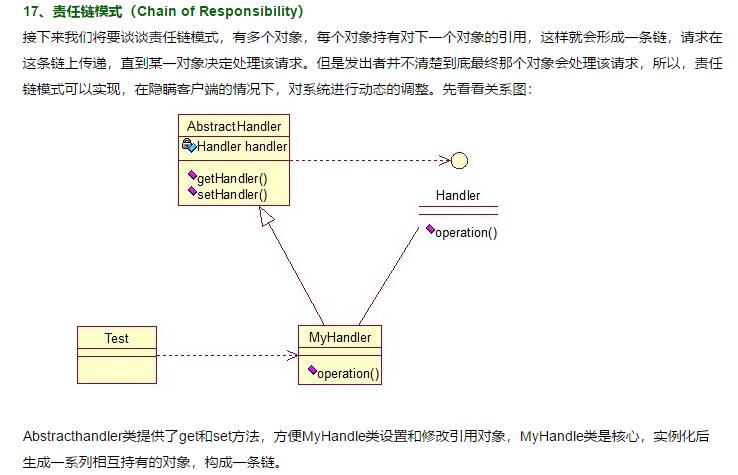 17、责任链模式（Chain of Responsibility）
接下来我们将要谈谈责任链模式，有多个对象，每个对象持有对下一个对象的引用，这样就会形成一条链，请求在
这条链上传递，直到某一对象决定处理该请求。但是发出者并不清楚到底最终那个对象会处理该请求，所以，责任
链模式可以实现，在隐瞒客户端的情况下，对系统进行动态的调整。先看看关系图：
AbstractHandler
Handler handler
getHandler()
setHandler()
Handler
operation()
Test
MyHandler
operation()
Abstracthandler类提供了get和set方法，方便MyHandle类设置和修改引用对象，MyHandle类是核心，实例化后
生成一系列相互持有的对象，构成一条链。